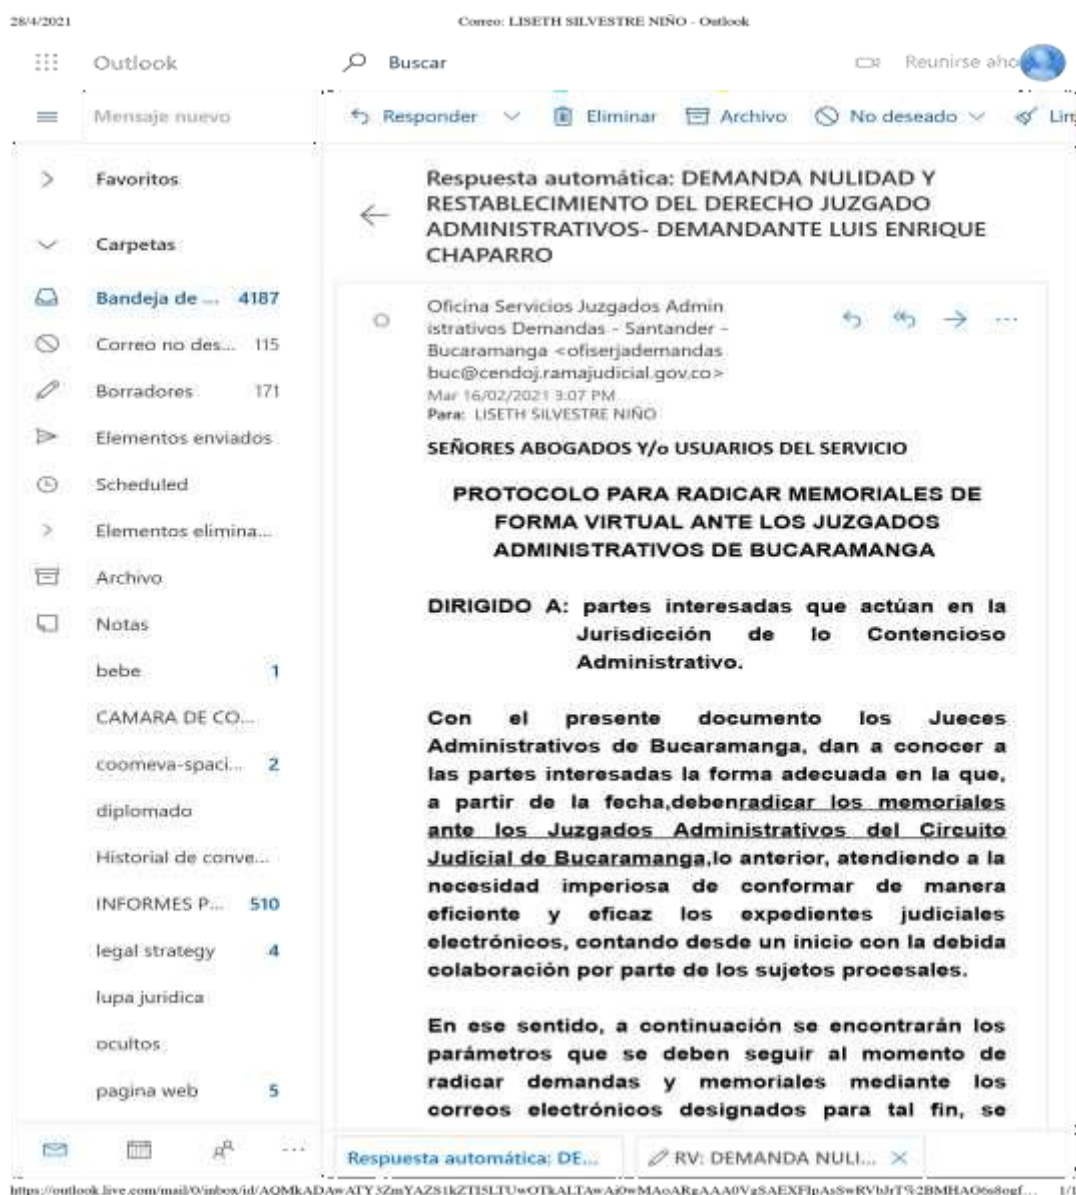 28/4/2021 Correo: LISETH SILVESTRE NIÑO - Outlook
Outlook Buscar Reunirse aho
Mensaje nuevo Responder Eliminar Archivo No deseado Lim
Favoritos
Carpetas
Bandeja de ... 4187
Correo no des... 115
Borradores 171
Elementos enviados
Scheduled
Elementos elimina...
Archivo
Notas
bebe 1
CAMARA DE CO...
coomeva-spaci... 2
diplomado
Historial de conve...
INFORMES P... 510
legal strategy 4
lupa juridica
ocultos
pagina web 5
Respuesta automática: DEMANDA NULIDAD Y
RESTABLECIMIENTO DEL DERECHO JUZGADO
ADMINISTRATIVOS- DEMANDANTE LUIS ENRIQUE
CHAPARRO
Oficina Servicios Juzgados Admin
istrativos Demandas - Santander -
Bucaramanga <ofiserjademandas
buc@cendoj.ramajudicial.gov.co>
Mar 16/02/2021 3:07 PM
Para: LISETH SILVESTRE NIÑO
SEÑORES ABOGADOS Y/o USUARIOS DEL SERVICIO
PROTOCOLO PARA RADICAR MEMORIALES DE
FORMA VIRTUAL ANTE LOS JUZGADOS
ADMINISTRATIVOS DE BUCARAMANGA
DIRIGIDO A: partes interesadas que actúan en la
Jurisdicción de lo Contencioso
Administrativo.
Con el presente documento los Jueces
Administrativos de Bucaramanga, dan a conocer a
las partes interesadas la forma adecuada en la que,
a partir de la fecha,debenradicar los memoriales
ante los Juzgados Administrativos del Circuito
Judicial de Bucaramanga,lo anterior, atendiendo a la
necesidad imperiosa de conformar de manera
eficiente y eficaz los expedientes judiciales
electrónicos, contando desde un inicio con la debida
colaboración por parte de los sujetos procesales.
En ese sentido, a continuación se encontrarán los
parámetros que se deben seguir al momento de
radicar demandas y memoriales mediante los
correos electrónicos designados para tal fin, se
Respuesta automática: DE... RV: DEMANDA NULI...
1/1